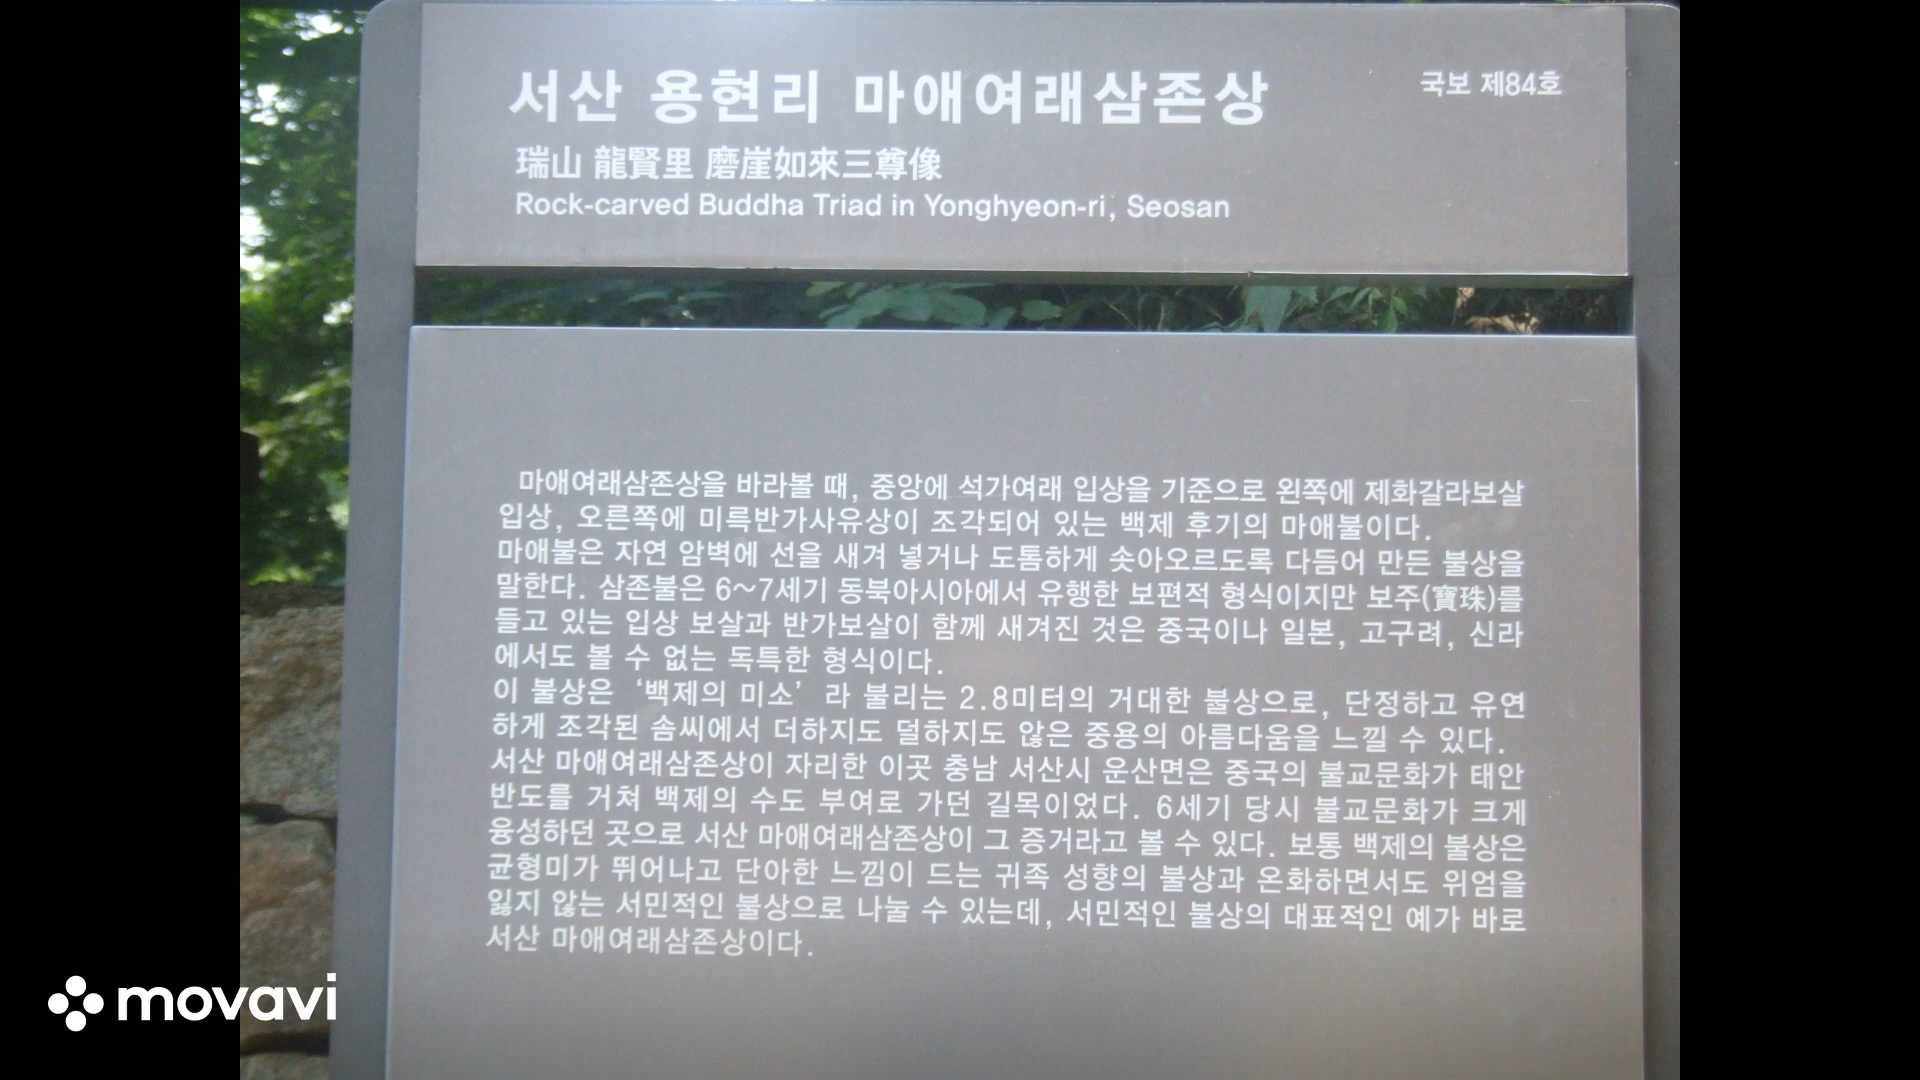 서산 용현리 마애여래삼존상
국보 제84호
瑞山 龍賢里 磨崖如來三尊像
Rock-carved Buddha Triad in Yonghyeon-ri, Seosan
마애여래삼존상을 바라볼 때, 중앙에 석가여래 입상을 기준으로 왼쪽에 제화갈라보살
입상, 오른쪽에 미륵반가사유상이 조각되어 있는 백제 후기의 마애불이다.
마애불은 자연 암벽에 선을 새겨 넣거나 도톰하게 솟아오르도록 다듬어 만든 불상을
말한다. 삼존불은 6~7세기 동북아시아에서 유행한 보편적 형식이지만 보주(寶珠)를
들고 있는 입상 보살과 반가보살이 함께 새겨진 것은 중국이나 일본, 고구려, 신라
에서도 볼 수 없는 독특한 형식이다.
이 불상은 ‘백제의 미소’ 라 불리는 2.8미터의 거대한 불상으로, 단정하고 유연
하게 조각된 솜씨에서 더하지도 덜하지도 않은 중용의 아름다움을 느낄 수 있다.
서산 마애여래삼존상이 자리한 이곳 충남 서산시 운산면은 중국의 불교문화가 태안
반도를 거쳐 백제의 수도 부여로 가던 길목이었다. 6세기 당시 불교문화가 크게
융성하던 곳으로 서산 마애여래삼존상이 그 증거라고 볼 수 있다. 보통 백제의 불상은
균형미가 뛰어나고 단아한 느낌이 드는 귀족 성향의 불상과 온화하면서도 위엄을
잃지 않는 서민적인 불상으로 나눌 수 있는데, 서민적인 불상의 대표적인 예가 바로
서산 마애여래삼존상이다.
movavi